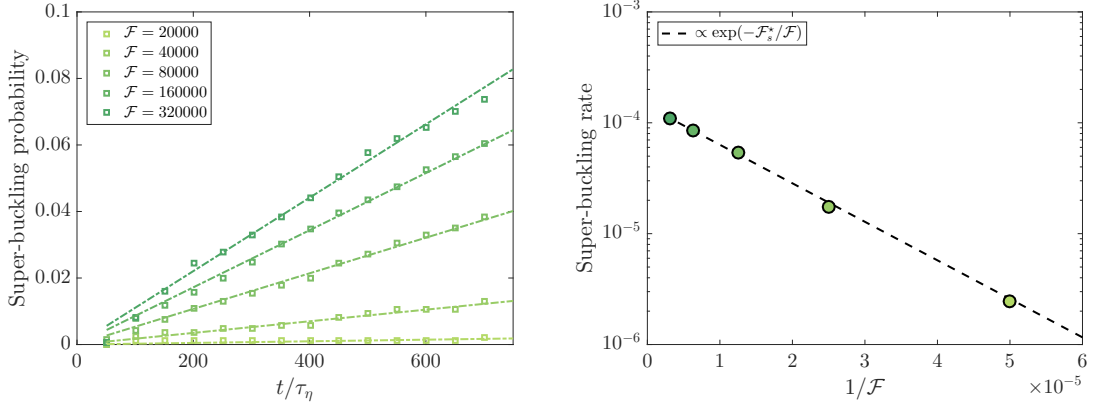 0.1
0.08
0.06
0.04
0.02
0
Super-buckling probability
ℱ = 20000
ℱ = 40000
ℱ = 80000
ℱ = 160000
ℱ = 320000
0 200 400 600
t/τ_η
10⁻³
10⁻⁴
10⁻⁵
10⁻⁶
Super-buckling rate
∝ exp(−ℱ_s^⋆/ℱ)
0 1 2 3 4 5 6
1/ℱ
×10⁻⁵